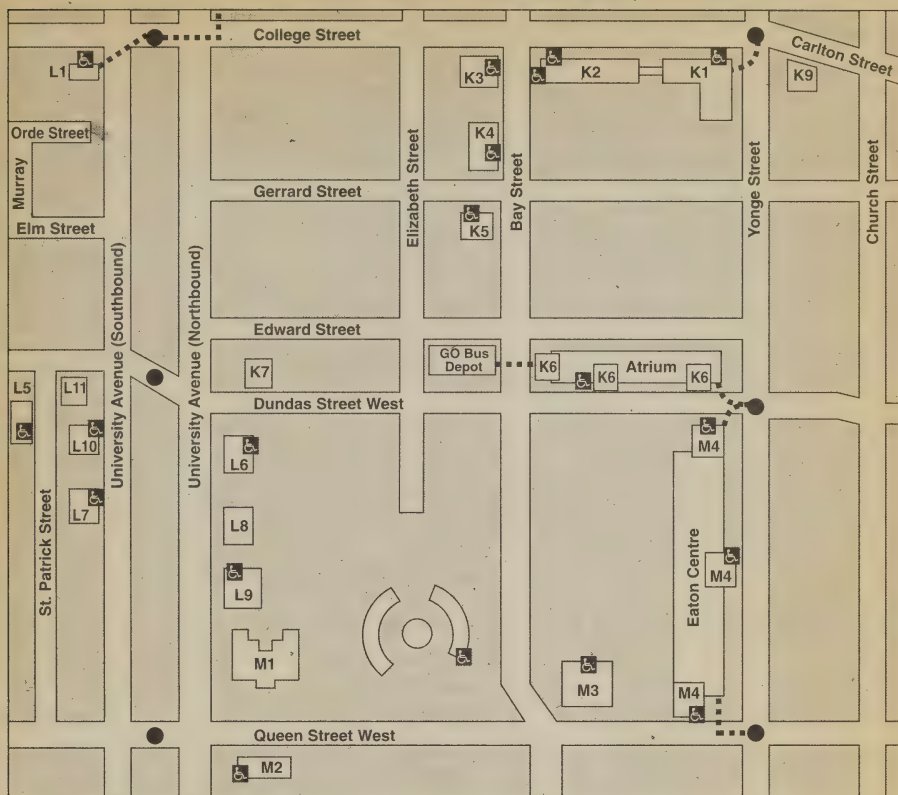 College Street
Carlton Street
L1
K3
K2
K1
K9
Orde Street
K4
Murray
Elizabeth Street
Bay Street
Yonge Street
Church Street
Gerrard Street
Elm Street
K5
University Avenue (Southbound)
University Avenue (Northbound)
Edward Street
GO Bus
Depot
K6
Atrium
K6
K6
K7
L5
L11
Dundas Street West
L10
L6
M4
L7
L8
St. Patrick Street
Eaton Centre
M4
L9
M1
M3
M4
Queen Street West
M2